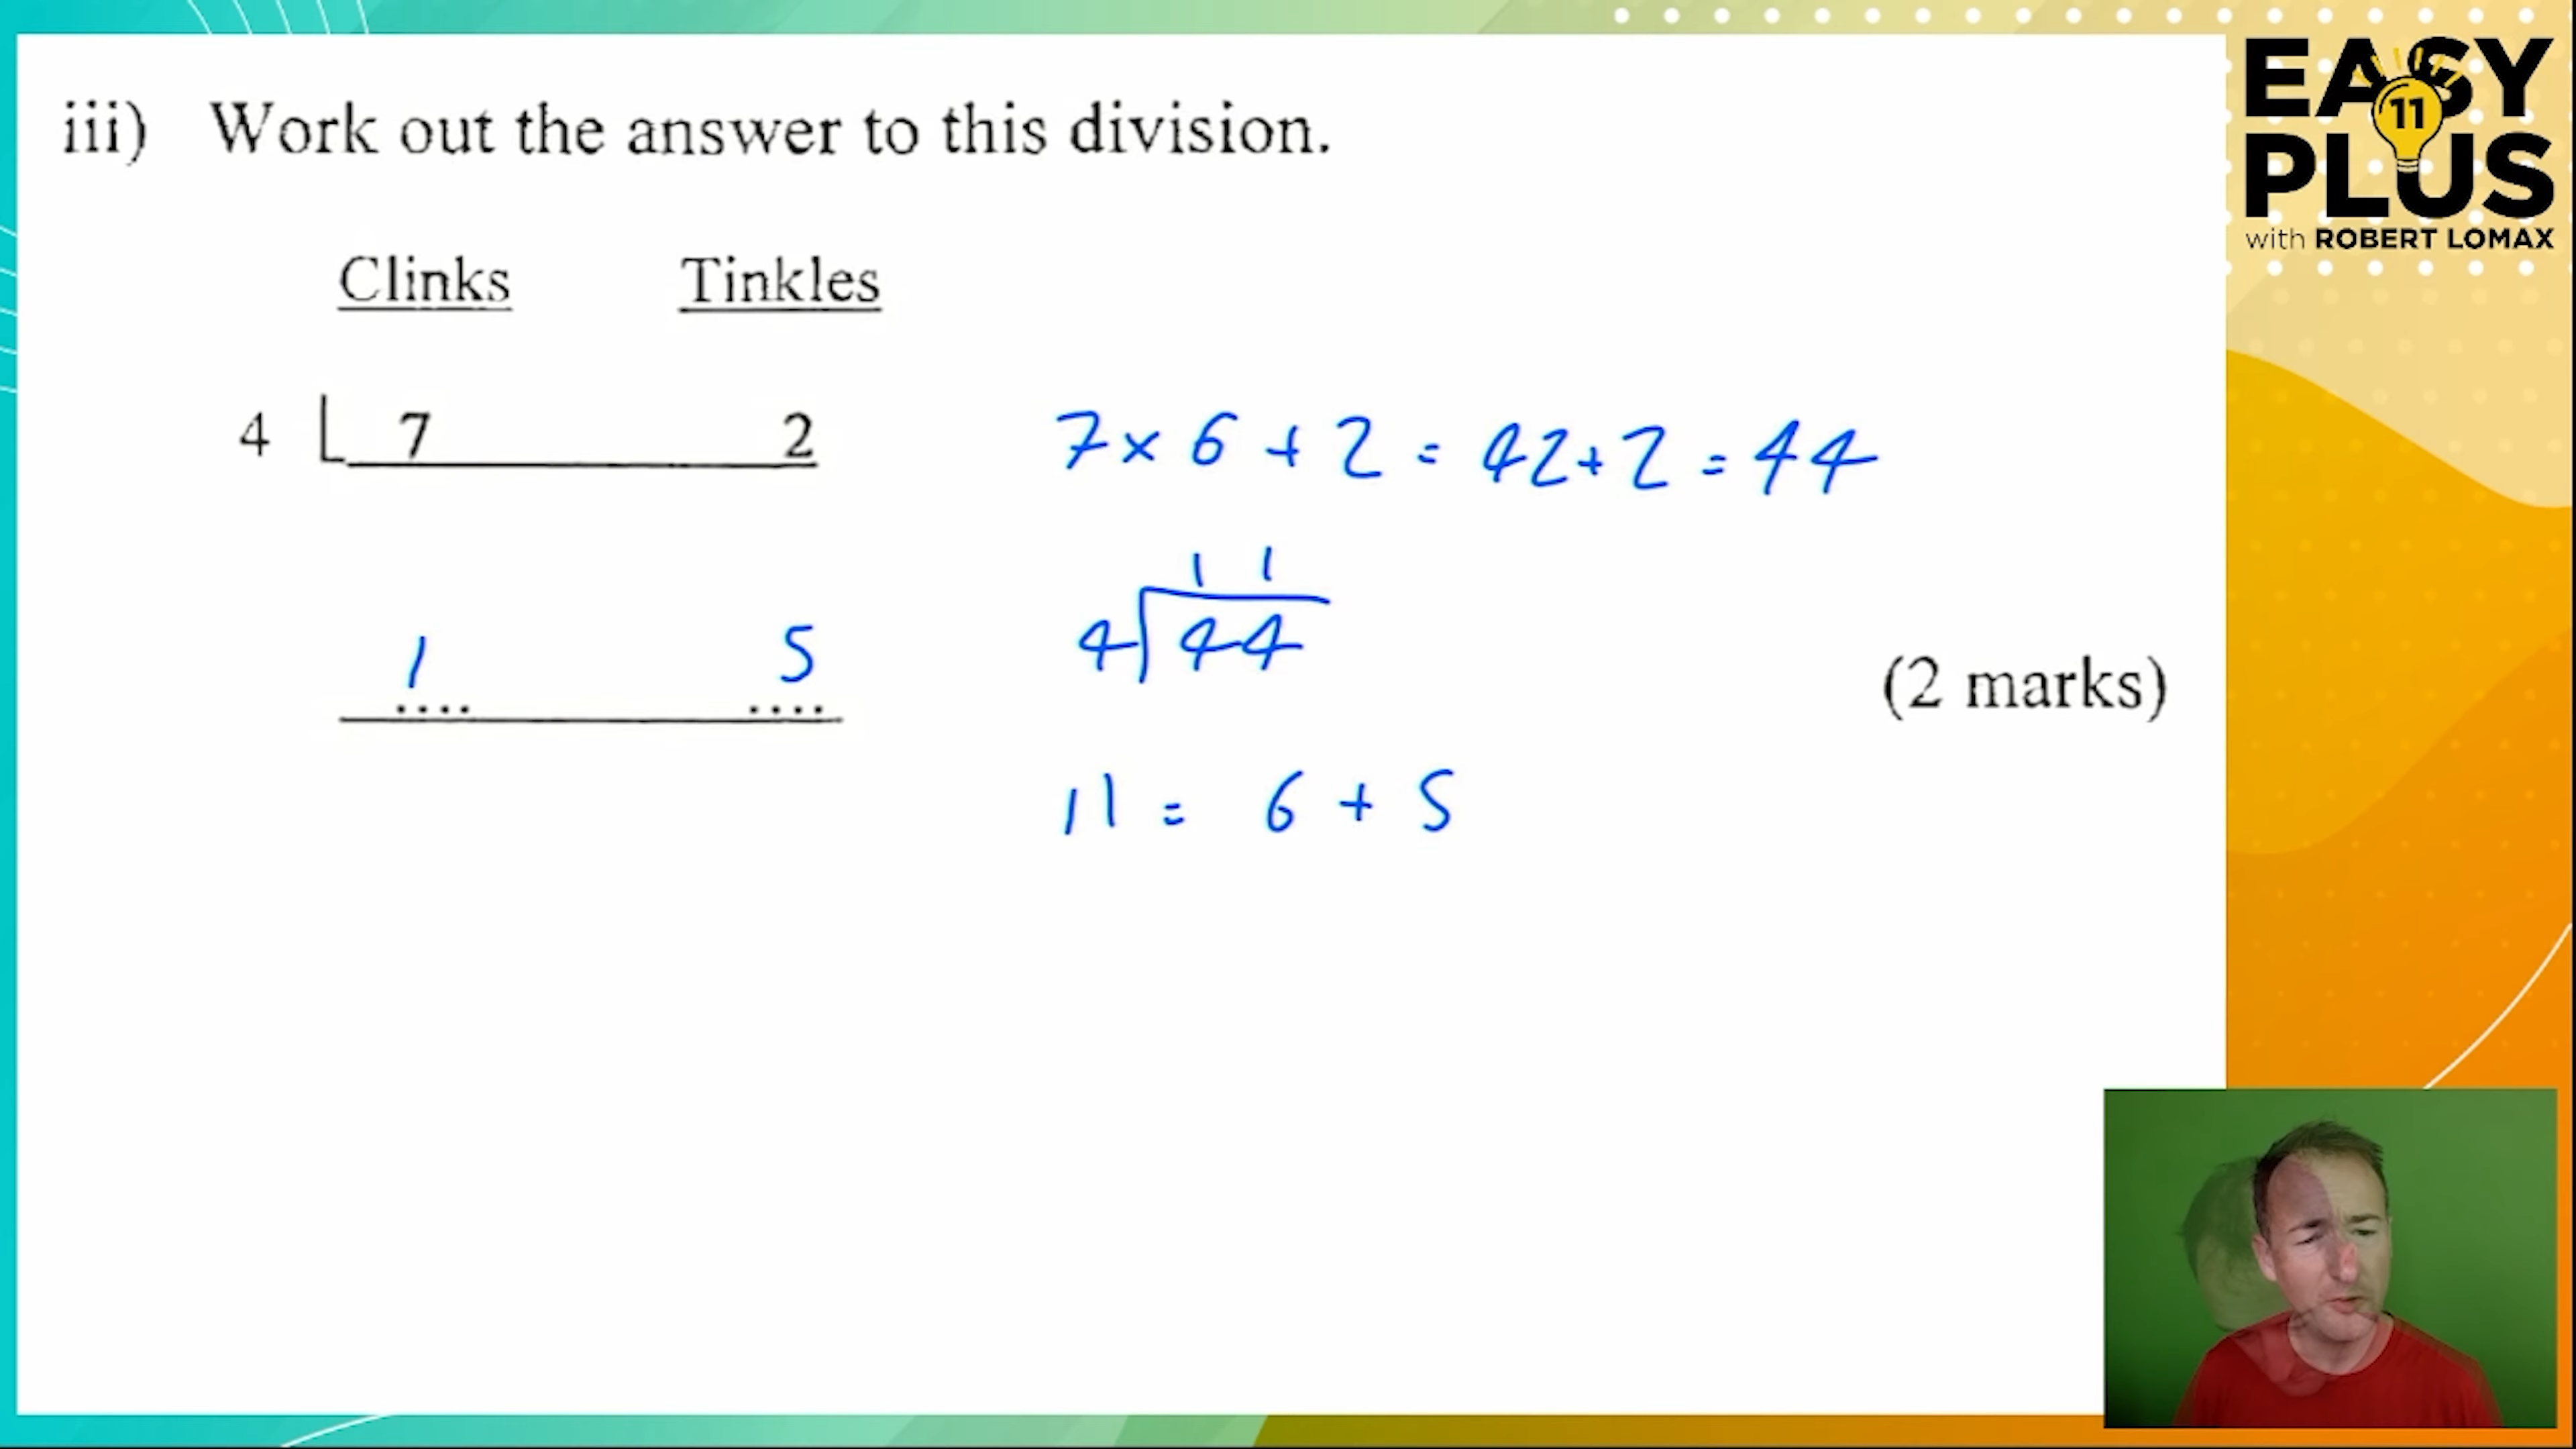 iii) Work out the answer to this division.
EASY
11
PLUS
with ROBERT LOMAX
Clinks Tinkles
4 7 2
7 × 6 + 2 = 42 + 2 = 44
1 1
4 44
1 5
.... ....
(2 marks)
11 = 6 + 5